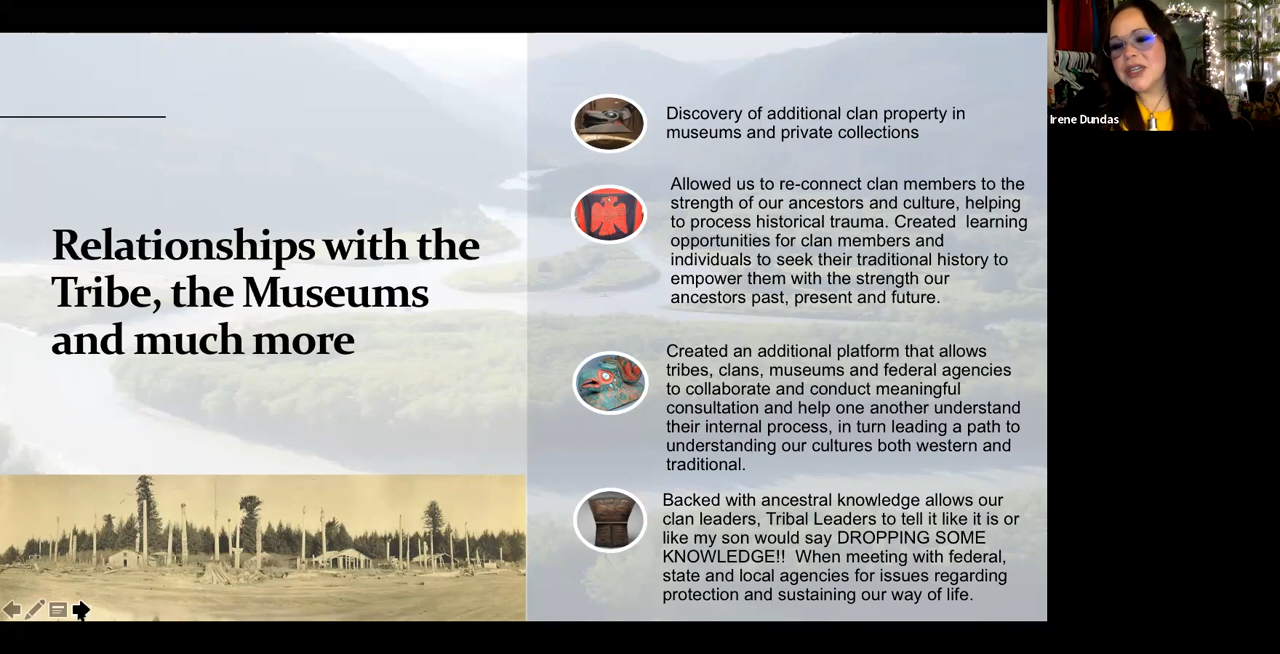 Relationships with the
Tribe, the Museums
and much more
Discovery of additional clan property in
museums and private collections
Allowed us to re-connect clan members to the
strength of our ancestors and culture, helping
to process historical trauma. Created  learning
opportunities for clan members and
individuals to seek their traditional history to
empower them with the strength our
ancestors past, present and future.
Created an additional platform that allows
tribes, clans, museums and federal agencies
to collaborate and conduct meaningful
consultation and help one another understand
their internal process, in turn leading a path to
understanding our cultures both western and
traditional.
Backed with ancestral knowledge allows our
clan leaders, Tribal Leaders to tell it like it is or
like my son would say DROPPING SOME
KNOWLEDGE!!  When meeting with federal,
state and local agencies for issues regarding
protection and sustaining our way of life.
Irene Dundas